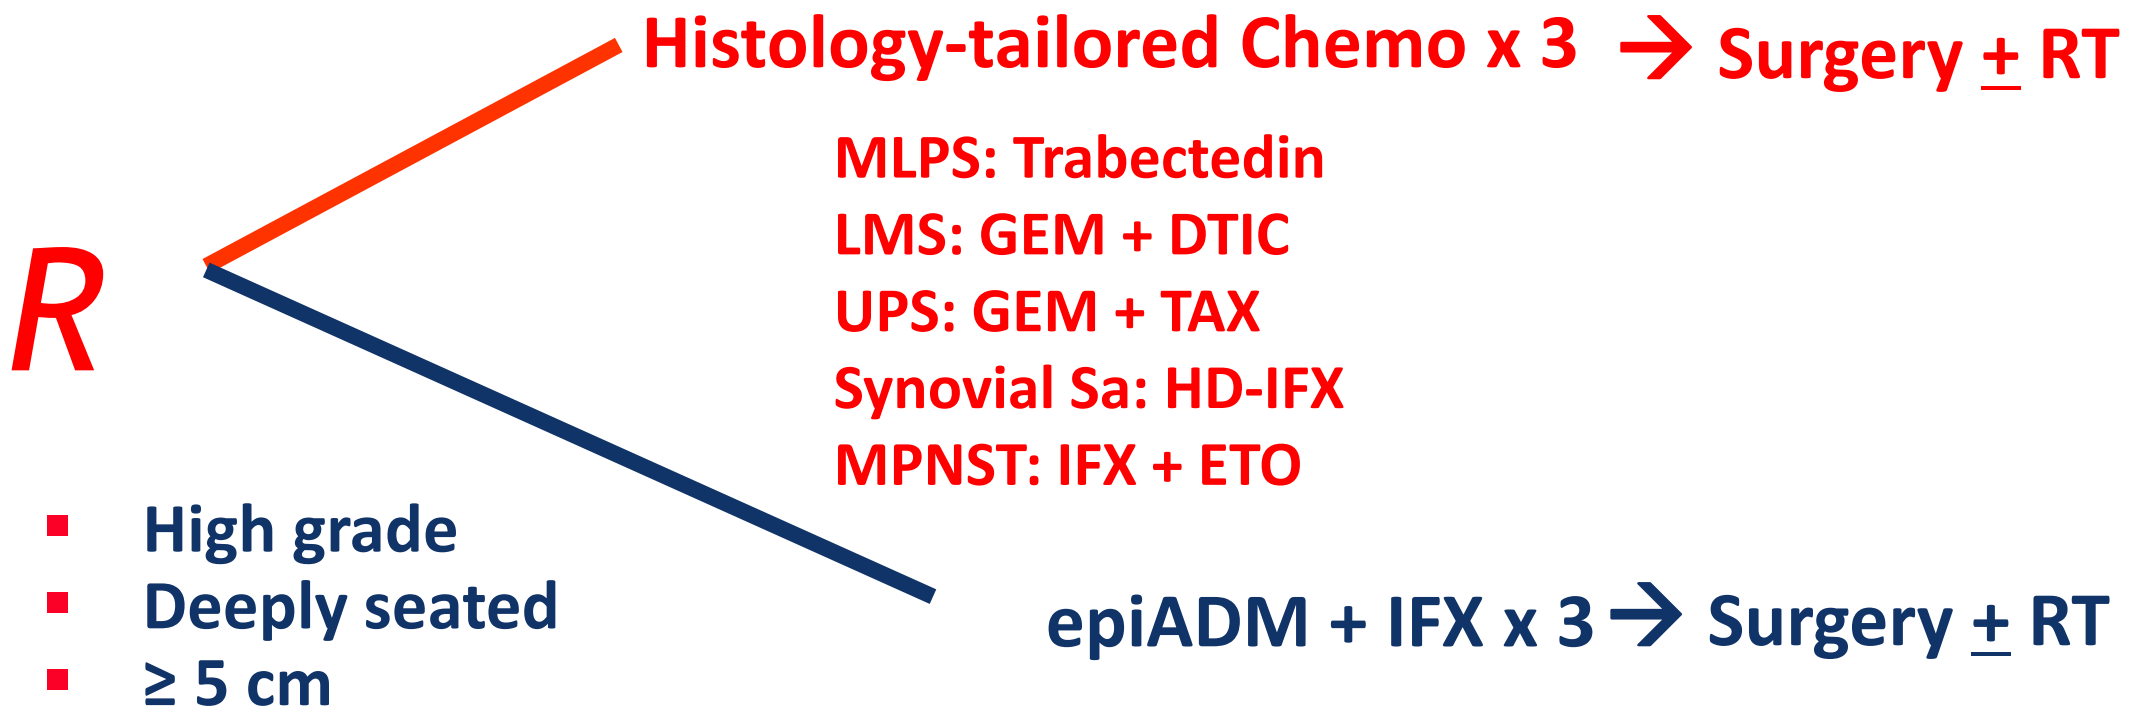 Histology-tailored Chemo x 3 → Surgery ± RT
MLPS: Trabectedin
LMS: GEM + DTIC
UPS: GEM + TAX
Synovial Sa: HD-IFX
MPNST: IFX + ETO
R
▪ High grade
▪ Deeply seated
▪ ≥ 5 cm
epiADM + IFX x 3 → Surgery ± RT